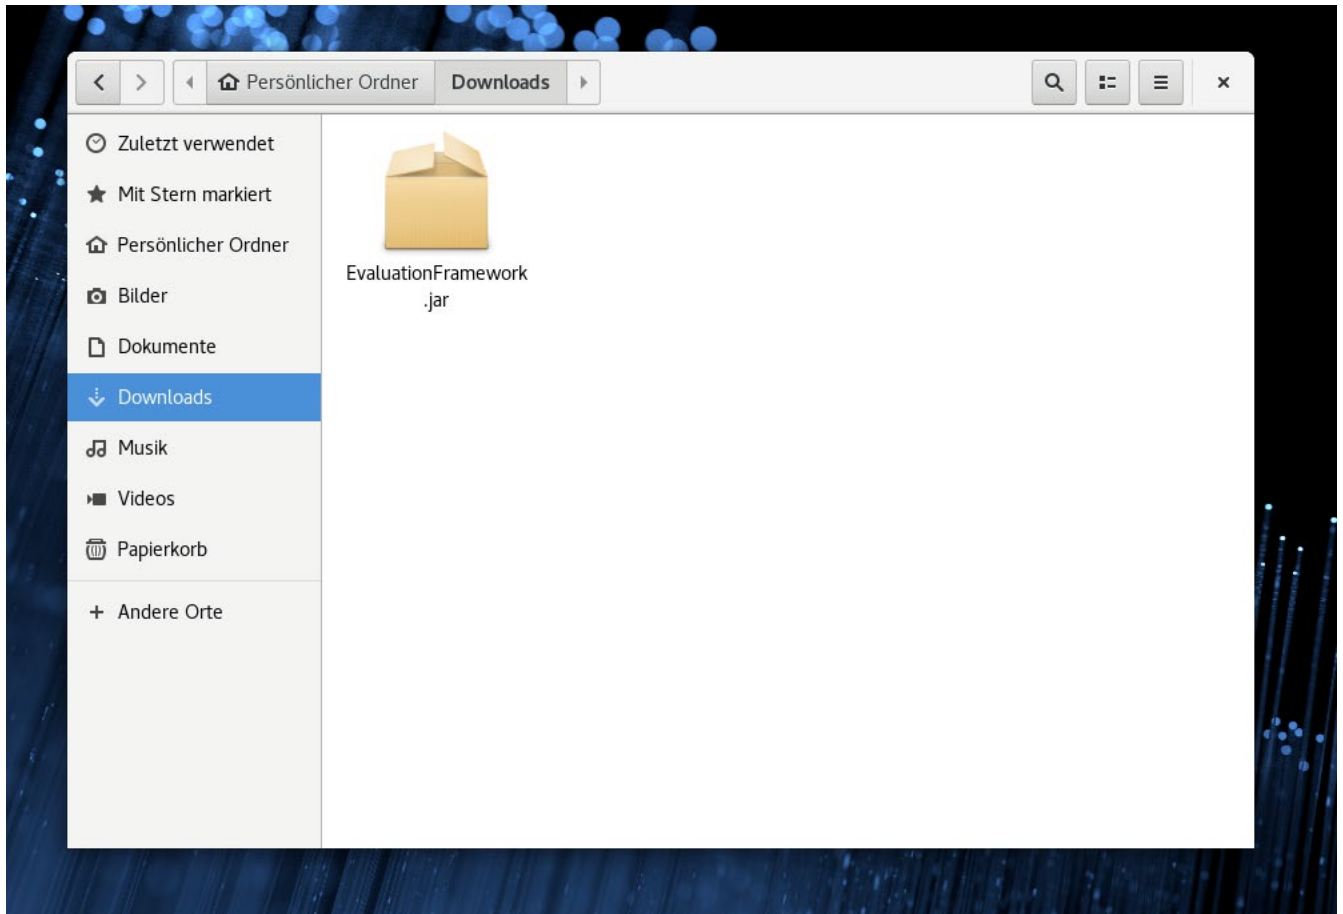 Persönlicher Ordner
Downloads
Zuletzt verwendet
Mit Stern markiert
Persönlicher Ordner
Bilder
Dokumente
Downloads
Musik
Videos
Papierkorb
Andere Orte
EvaluationFramework
.jar